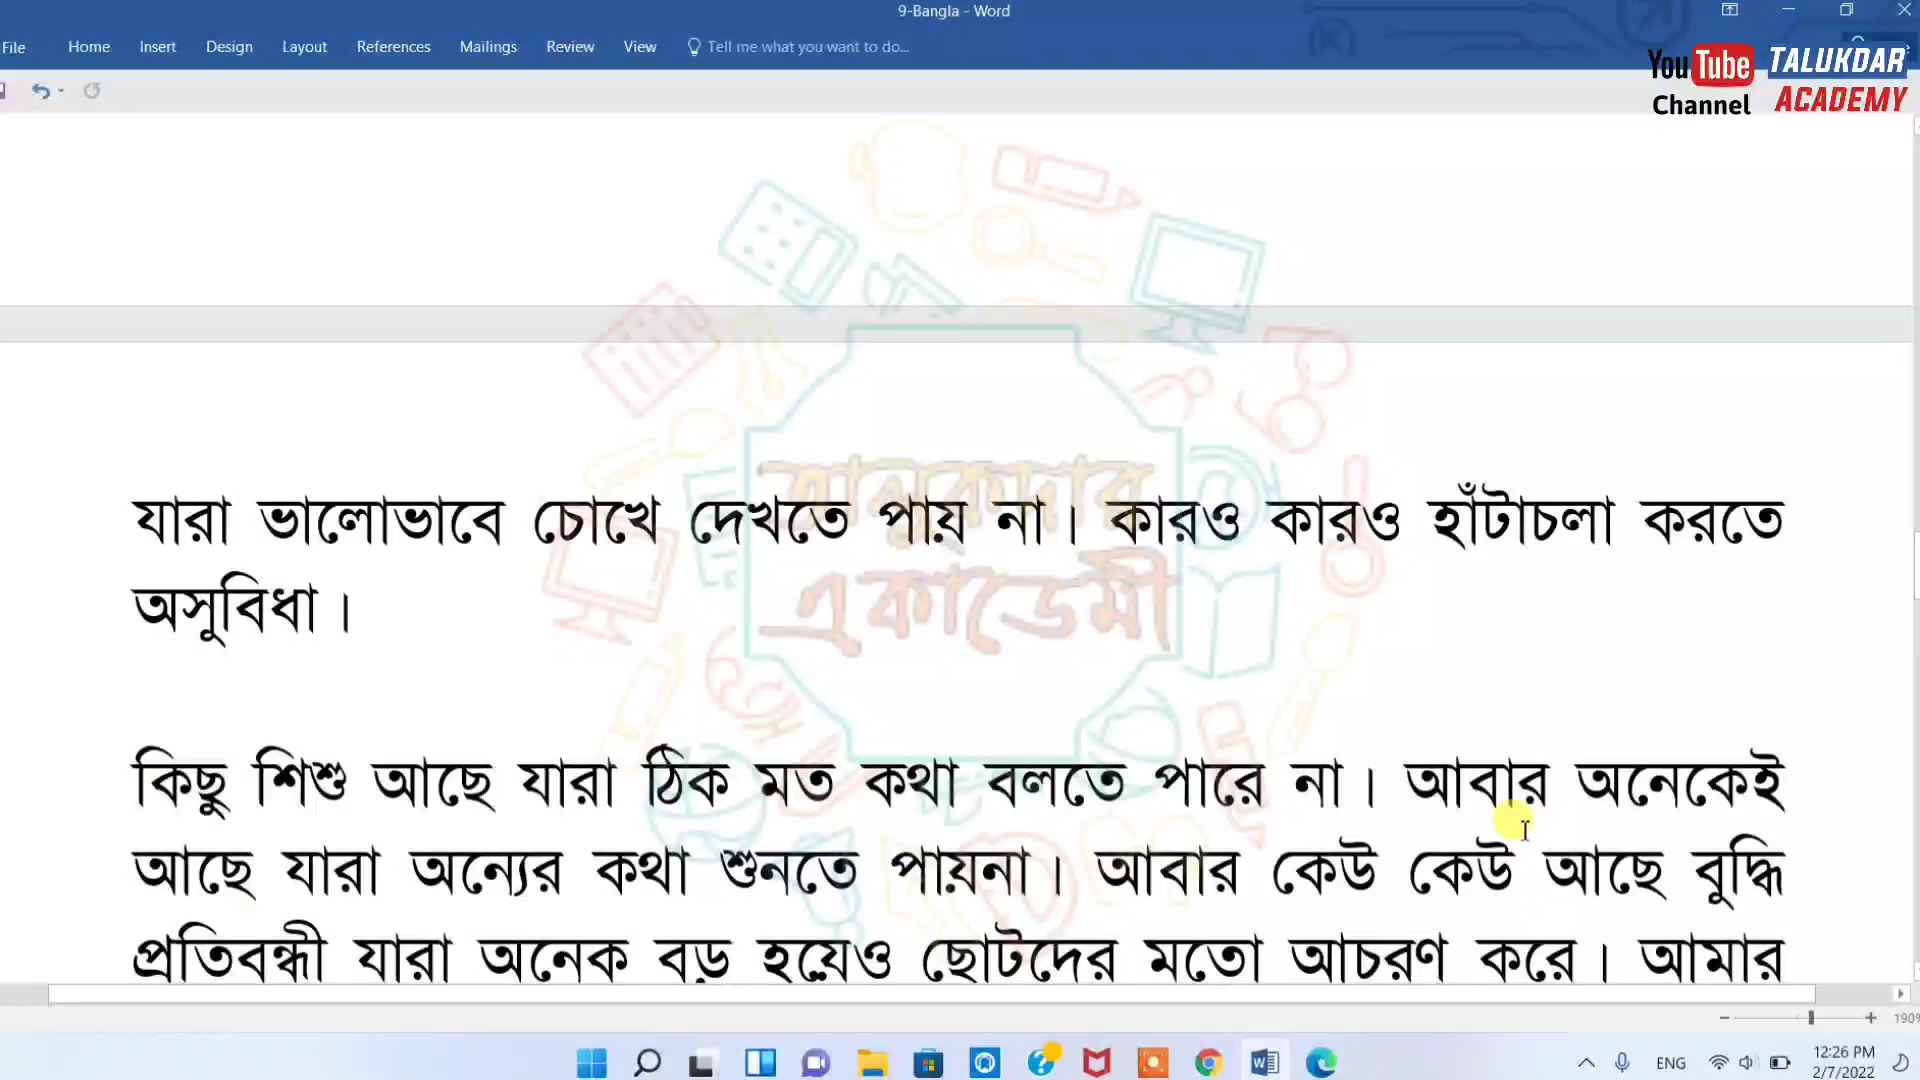 9-Bangla - Word
File Home Insert Design Layout References Mailings Review View Tell me what you want to do...
YouTube TALUKDAR
Channel ACADEMY
তালুকদার
একাডেমী
যারা ভালোভাবে চোখে দেখতে পায় না। কারও কারও হাঁটাচলা করতে
অসুবিধা।
কিছু শিশু আছে যারা ঠিক মত কথা বলতে পারে না। আবার অনেকেই
আছে যারা অন্যের কথা শুনতে পায়না। আবার কেউ কেউ আছে বুদ্ধি
প্রতিবন্ধী যারা অনেক বড় হয়েও ছোটদের মতো আচরণ করে। আমার
190%
ENG 12:26 PM
2/7/2022